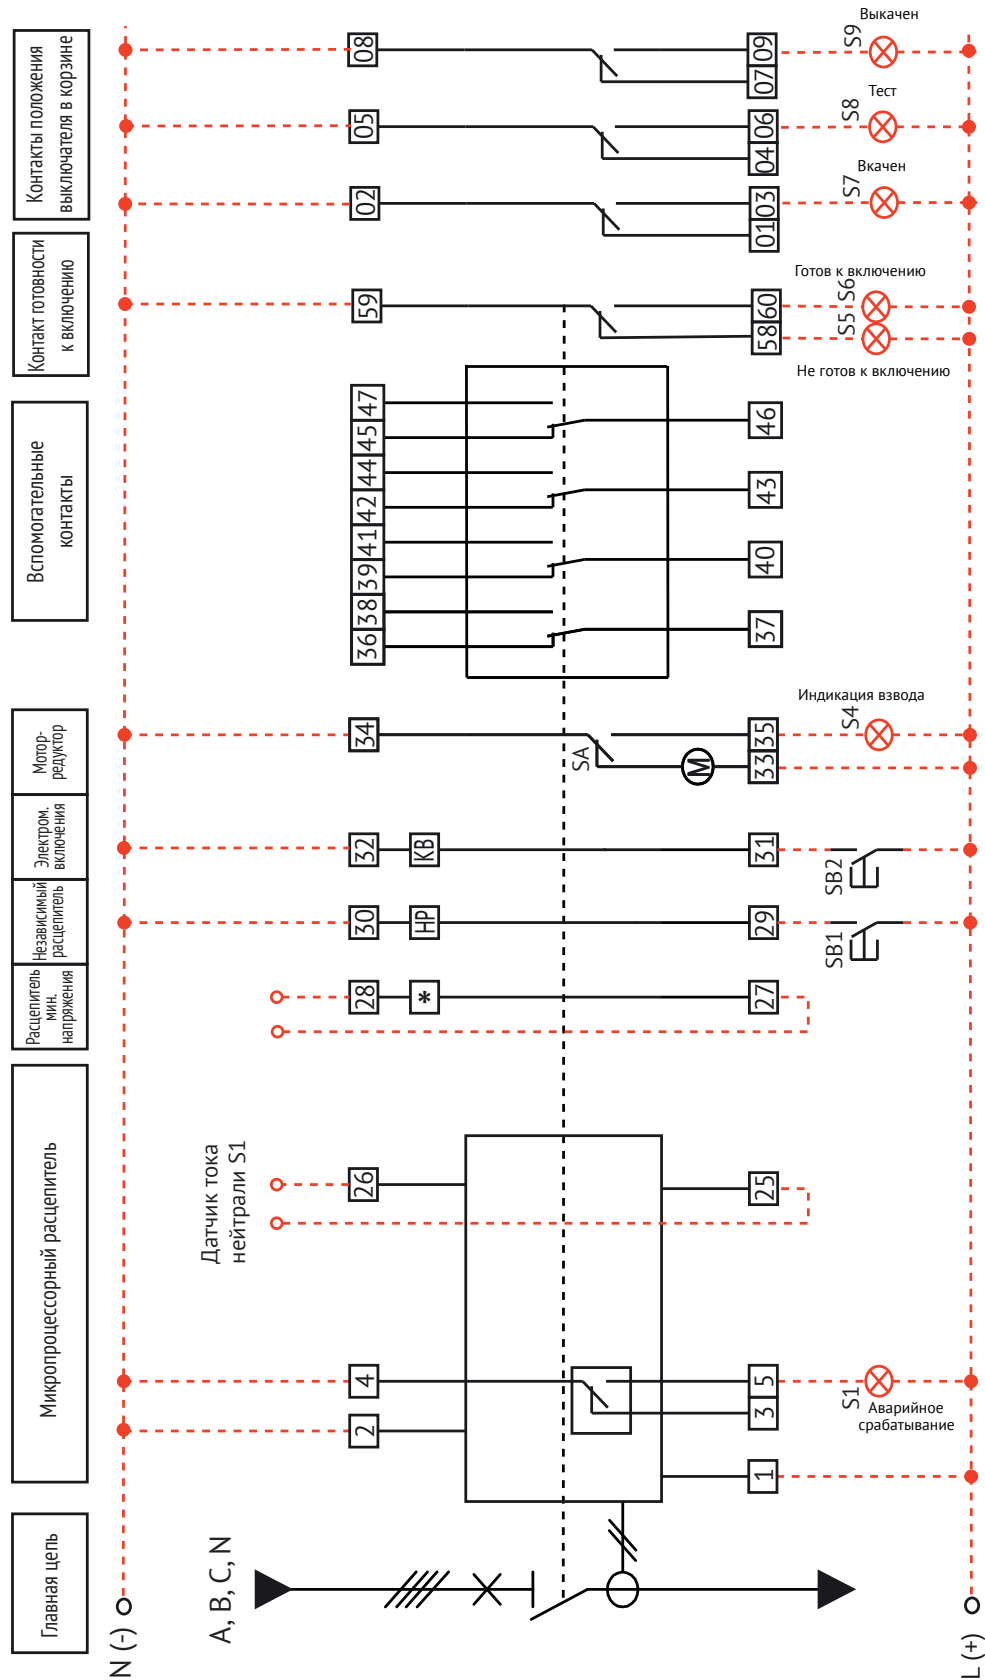 Контакты положения
выключателя в корзине
08
09
07
S9
Выкачен
05
06
04
S8
Тест
02
03
01
S7
Вкачен
Контакт готовности
к включению
59
60
58
Готов к включению
S6
S5
Не готов к включению
Вспомогательные
контакты
47
45
46
44
42
43
41
39
40
38
36
37
Мотор-
редуктор
34
SA
M
35
33
Индикация взвода
S4
Электром.
включения
32
КВ
31
SB2
Независимый
расцепитель
30
НР
29
SB1
Расцепитель
мин.
напряжения
28
*
27
Микропроцессорный расцепитель
Датчик тока
нейтрали S1
26
25
4
2
5
3
1
S1
Аварийное
срабатывание
Главная цепь
A, B, C, N
N (-)
L (+)